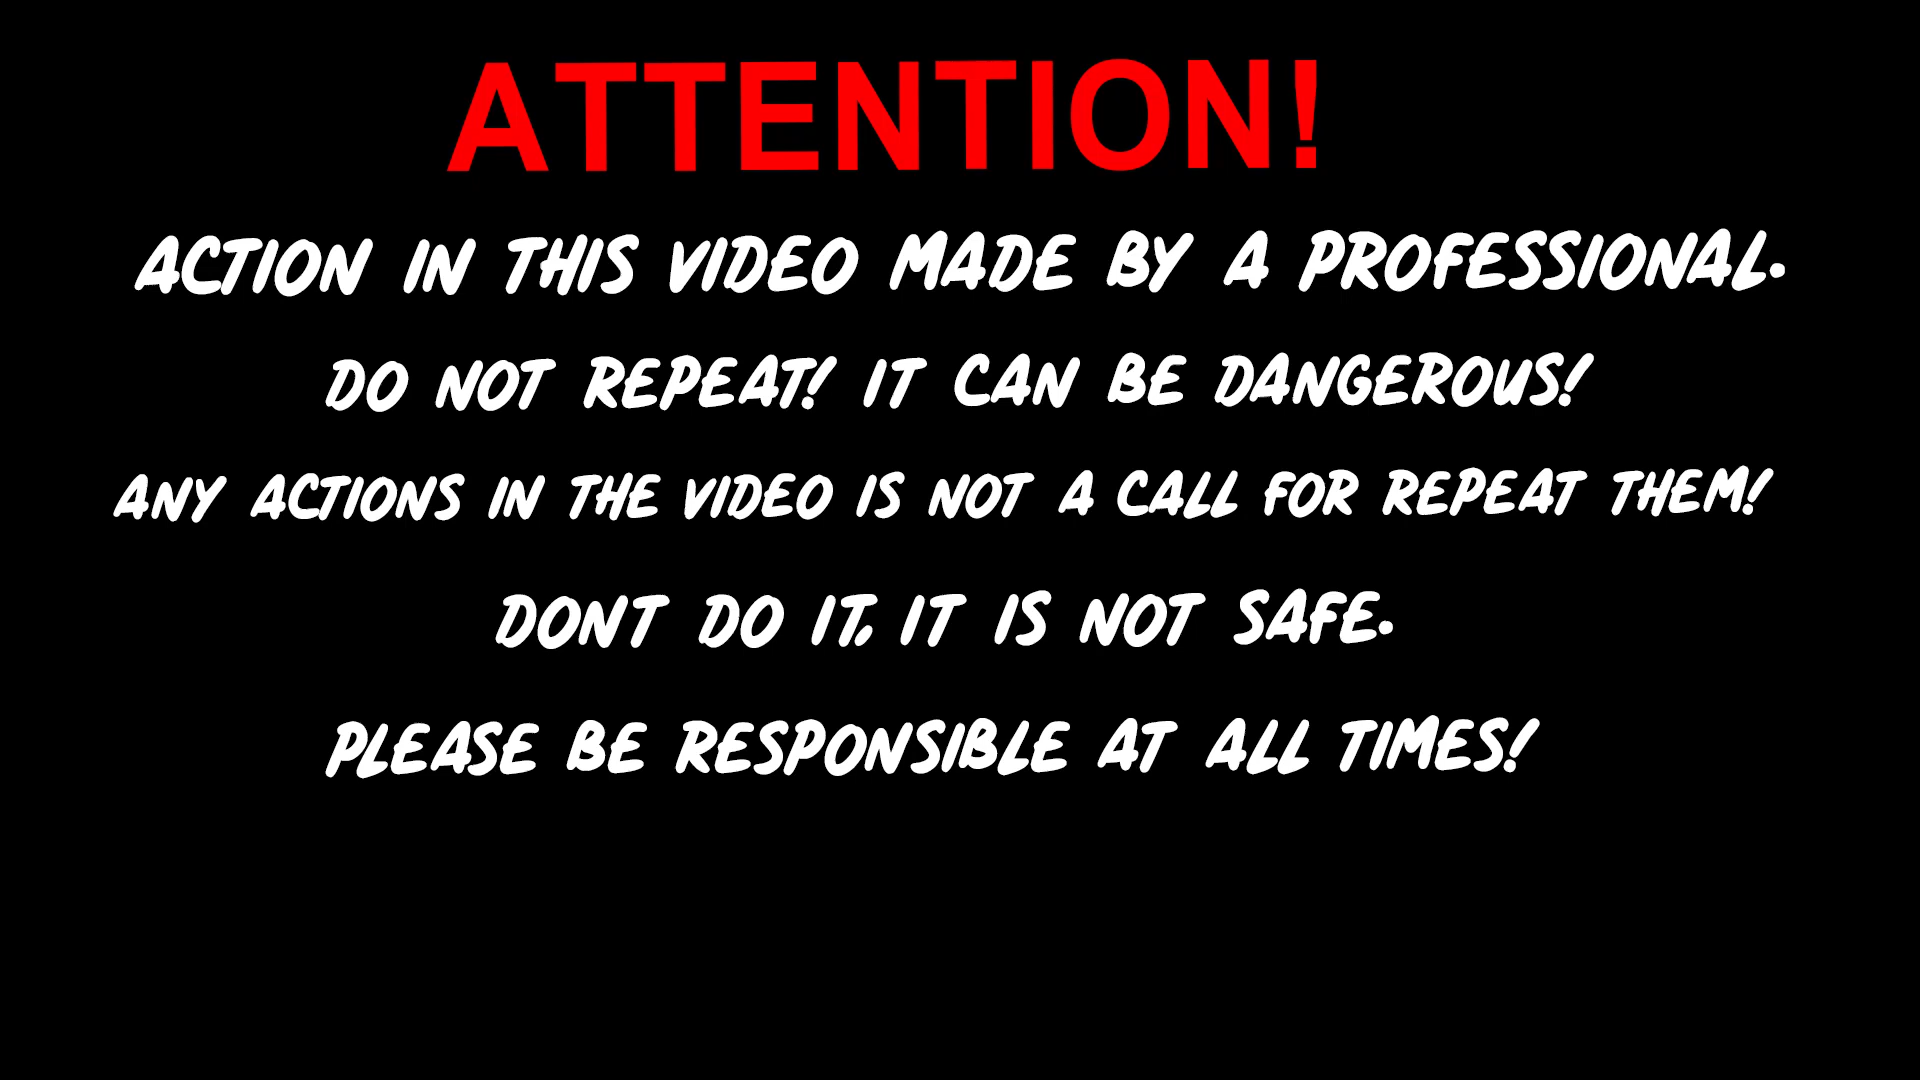 ATTENTION!
ACTION IN THIS VIDEO MADE BY A PROFESSIONAL.
DO NOT REPEAT! IT CAN BE DANGEROUS!
ANY ACTIONS IN THE VIDEO IS NOT A CALL FOR REPEAT THEM!
DONT DO IT, IT IS NOT SAFE.
PLEASE BE RESPONSIBLE AT ALL TIMES!